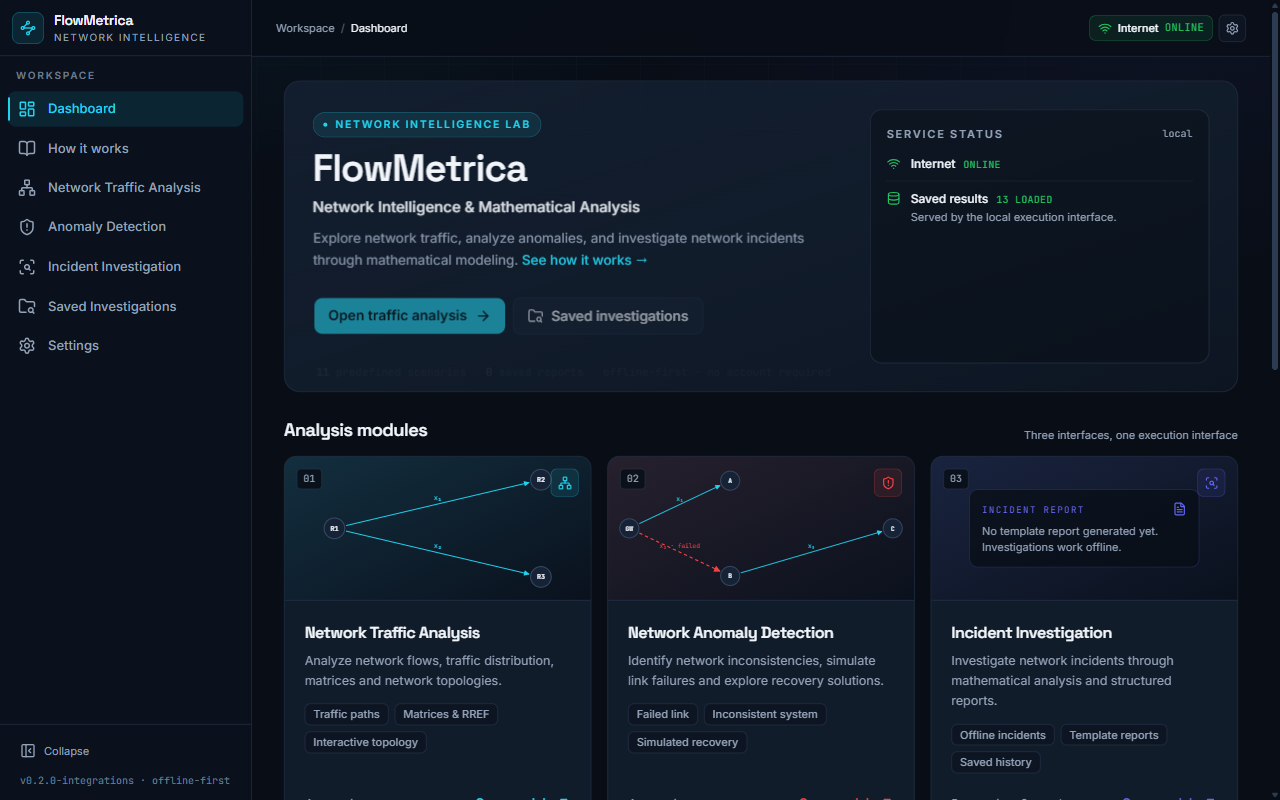 FlowMetrica
NETWORK INTELLIGENCE
WORKSPACE
Dashboard
How it works
Network Traffic Analysis
Anomaly Detection
Incident Investigation
Saved Investigations
Settings
Collapse
v0.2.0-integrations · offline-first
Workspace / Dashboard
Internet ONLINE
• NETWORK INTELLIGENCE LAB
FlowMetrica
Network Intelligence & Mathematical Analysis
Explore network traffic, analyze anomalies, and investigate network incidents
through mathematical modeling. See how it works →
Open traffic analysis →
Saved investigations
SERVICE STATUS local
Internet ONLINE
Saved results 13 LOADED
Served by the local execution interface.
Analysis modules
Three interfaces, one execution interface
01
R1
R2
R3
x₁
x₂
Network Traffic Analysis
Analyze network flows, traffic distribution,
matrices and network topologies.
Traffic paths
Matrices & RREF
Interactive topology
02
GW
A
B
C
x₁
failed
x₃
Network Anomaly Detection
Identify network inconsistencies, simulate
link failures and explore recovery solutions.
Failed link
Inconsistent system
Simulated recovery
03
INCIDENT REPORT
No template report generated yet.
Investigations work offline.
Incident Investigation
Investigate network incidents through
mathematical analysis and structured
reports.
Offline incidents
Template reports
Saved history